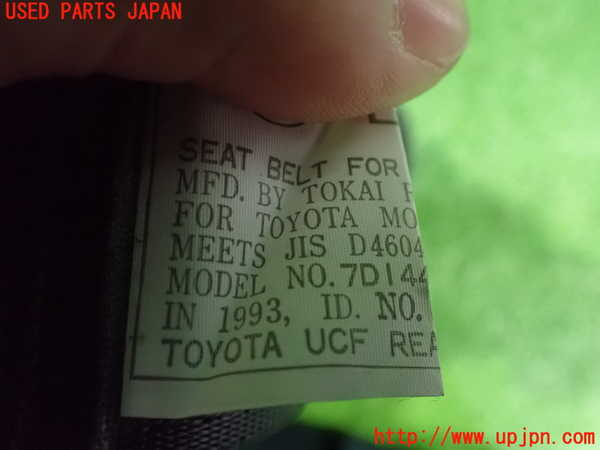 USED PARTS JAPAN
SEAT BELT FOR
MFD. BY TOKAI
FOR TOYOTA MO
MEETS JIS D4604
MODEL NO. 7D144
IN 1993, ID. NO.
TOYOTA UCF REA
http://www.upjpn.com